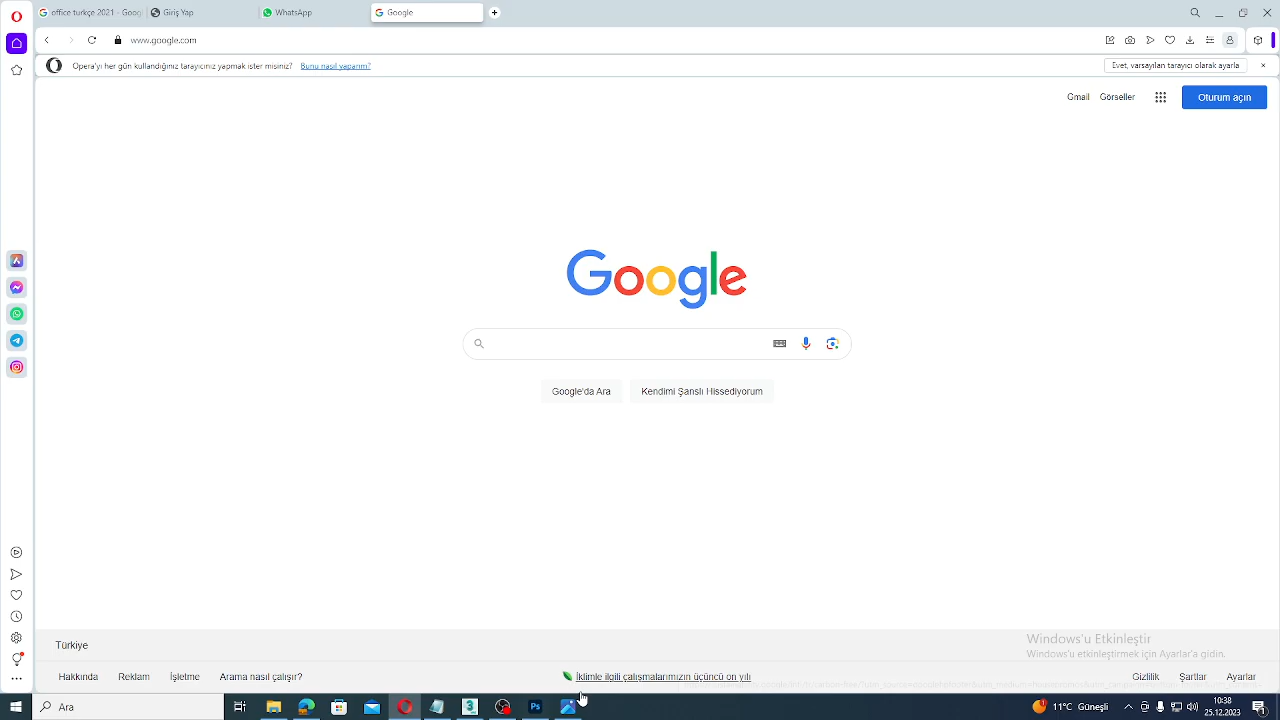 office turkçe 2021 - Googl
Giriş Yap
WhatsApp
Google
www.google.com
Opera'yı her gün kullandığınız tarayıcınız yapmak ister misiniz? Bunu nasıl yaparım?
Evet, varsayılan tarayıcı olarak ayarla
Gmail Görseller
Oturum açın
Google
Google'da Ara
Kendimi Şanslı Hissediyorum
Türkiye
Windows'u Etkinleştir
Windows'u etkinleştirmek için Ayarlar'a gidin.
Hakkında Reklam İşletme Arama nasıl çalışır?
İklimle ilgili çalışmalarımızın üçüncü on yılı
Gizlilik Şartlar Ayarlar
Ara
11°C Güneşli
10:38
25.12.2023